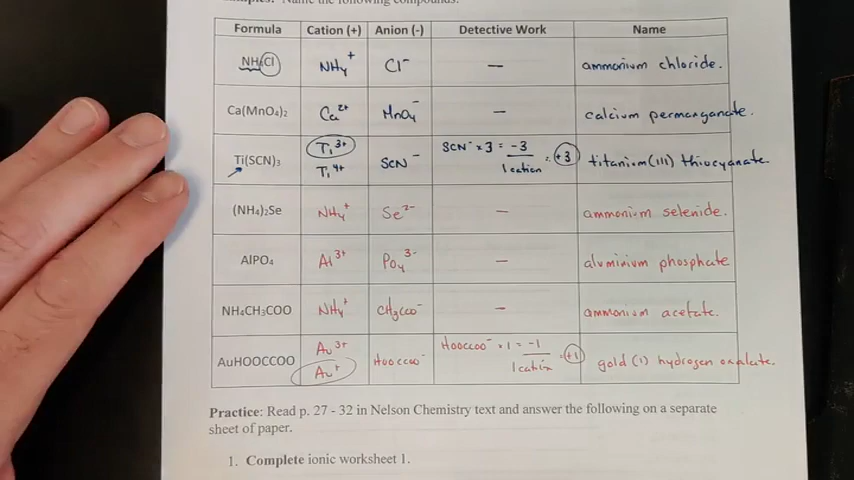 Name the following compounds.
Formula Cation (+) Anion (-) Detective Work Name
NH₄Cl NH₄⁺ Cl⁻ — ammonium chloride.
Ca(MnO₄)₂ Ca²⁺ MnO₄⁻ — calcium permanganate.
Ti(SCN)₃ Ti³⁺ Ti⁴⁺ SCN⁻ SCN⁻ x 3 = -3 / 1 cation = +3 titanium(III) thiocyanate.
(NH₄)₂Se NH₄⁺ Se²⁻ — ammonium selenide.
AlPO₄ Al³⁺ PO₄³⁻ — aluminium phosphate
NH₄CH₃COO NH₄⁺ CH₃COO⁻ — ammonium acetate.
AuHOOCCOO Au³⁺ Au⁺ HOOCCOO⁻ HOOCCOO⁻ x 1 = -1 / 1 cation = +1 gold (I) hydrogen oxalate.
Practice: Read p. 27 - 32 in Nelson Chemistry text and answer the following on a separate
sheet of paper.
1. Complete ionic worksheet 1.